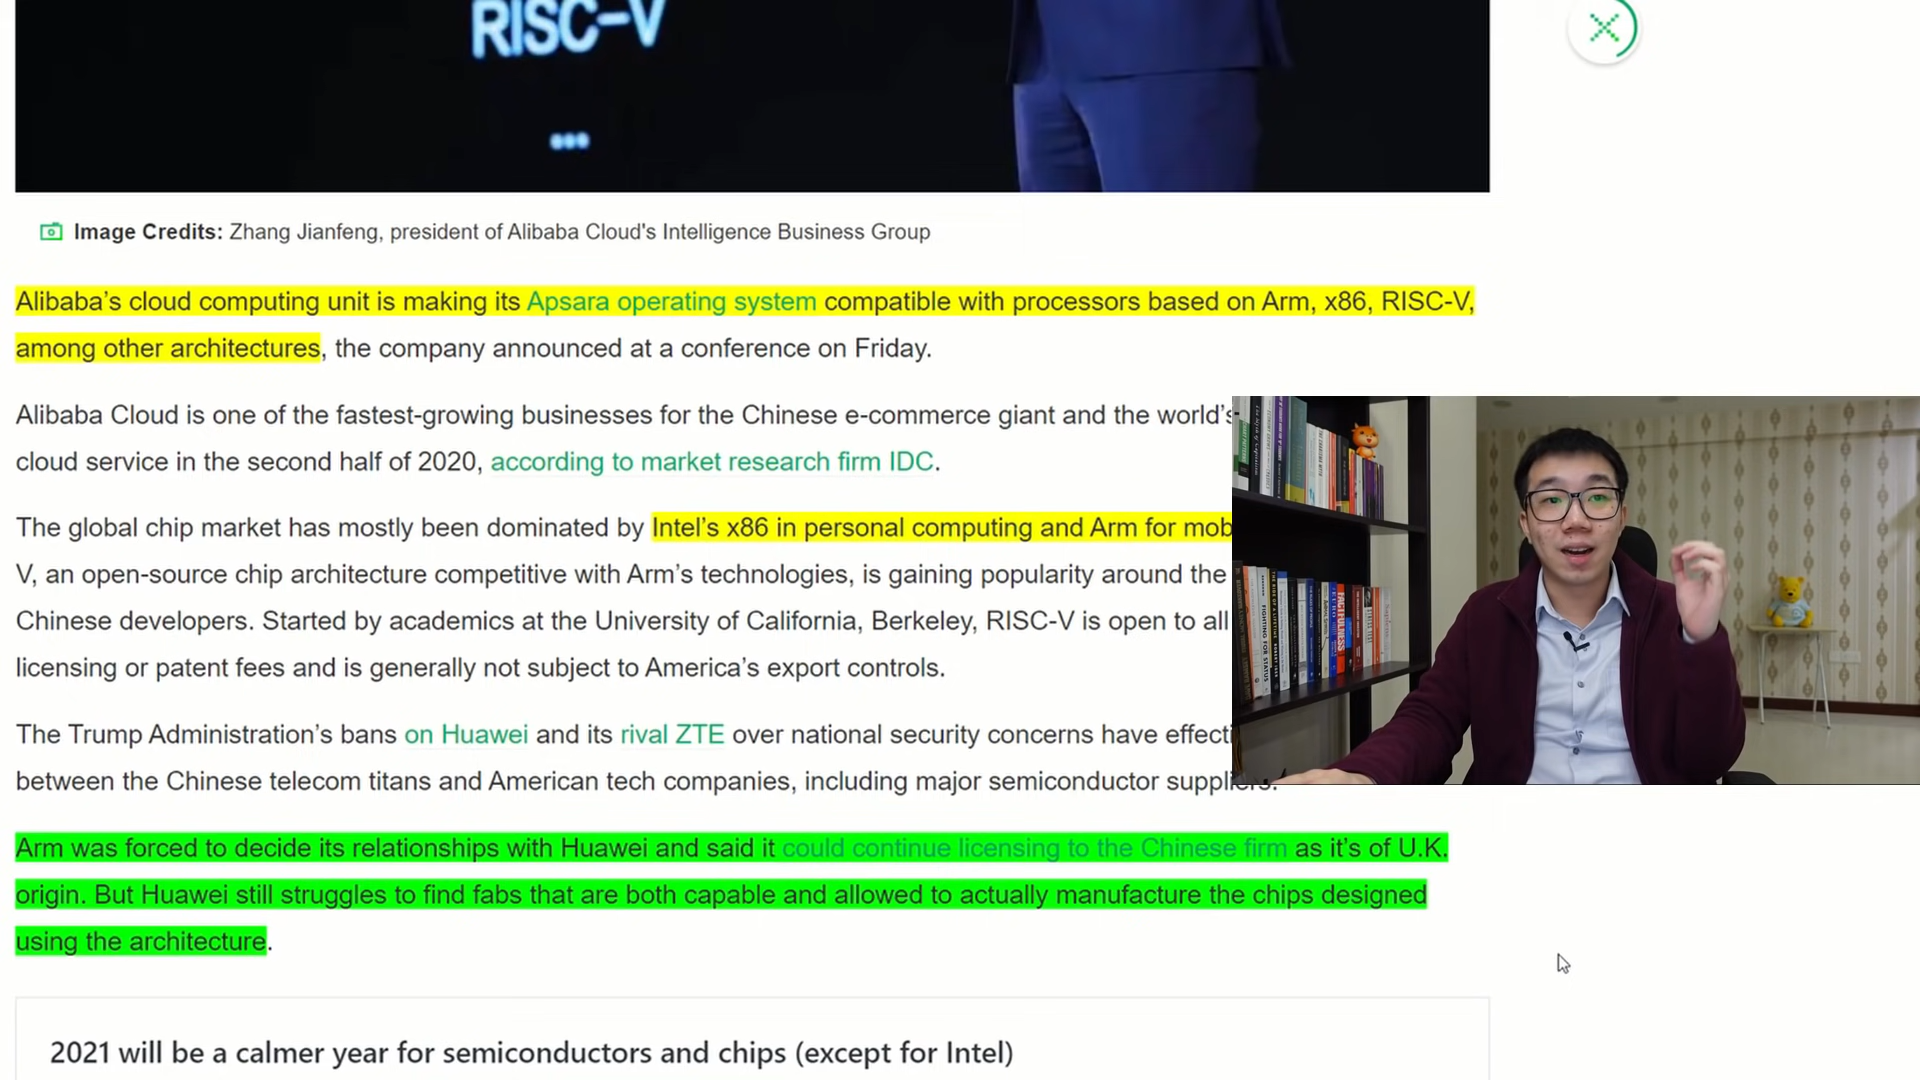 RISC-V
Image Credits: Zhang Jianfeng, president of Alibaba Cloud's Intelligence Business Group
Alibaba’s cloud computing unit is making its Apsara operating system compatible with processors based on Arm, x86, RISC-V,
among other architectures, the company announced at a conference on Friday.
Alibaba Cloud is one of the fastest-growing businesses for the Chinese e-commerce giant and the world’s
cloud service in the second half of 2020, according to market research firm IDC.
The global chip market has mostly been dominated by Intel’s x86 in personal computing and Arm for mob
V, an open-source chip architecture competitive with Arm’s technologies, is gaining popularity around the
Chinese developers. Started by academics at the University of California, Berkeley, RISC-V is open to all
licensing or patent fees and is generally not subject to America’s export controls.
The Trump Administration’s bans on Huawei and its rival ZTE over national security concerns have effecti
between the Chinese telecom titans and American tech companies, including major semiconductor suppliers.
Arm was forced to decide its relationships with Huawei and said it could continue licensing to the Chinese firm as it’s of U.K.
origin. But Huawei still struggles to find fabs that are both capable and allowed to actually manufacture the chips designed
using the architecture.
2021 will be a calmer year for semiconductors and chips (except for Intel)
FIGHTING FOR STATUS
FACTFULNESS